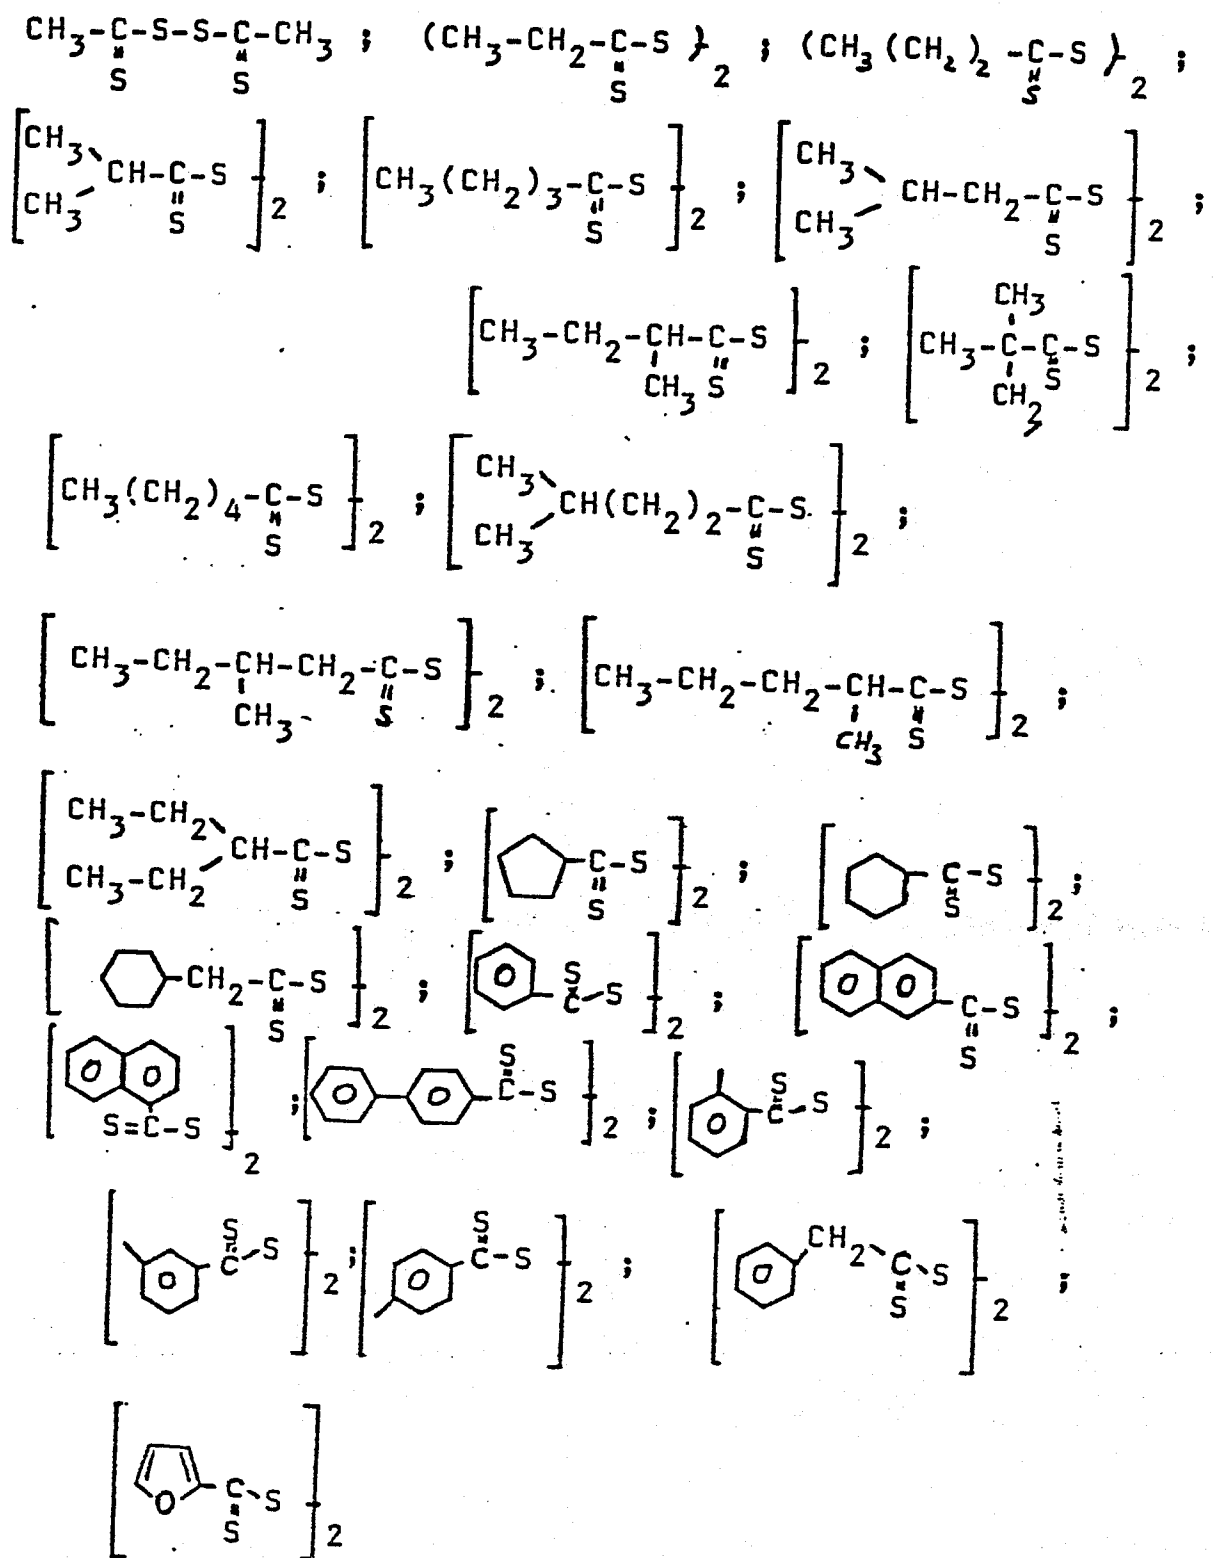 CH3-C-S-S-C-CH3 ; (CH3-CH2-C-S)2 ; (CH3(CH2)2-C-S)2 ;
S S S S
[CH3 CH3 CH-C-S]2 ; [CH3(CH2)3-C-S]2 ; [CH3 CH3 CH-CH2-C-S]2 ;
S S S
[CH3-CH2-CH-C-S]2 ; [CH3-C-C-S]2 ;
CH3 S CH3 CH3 S
[CH3(CH2)4-C-S]2 ; [CH3 CH3 CH(CH2)2-C-S]2 ;
S S
[CH3-CH2-CH-CH2-C-S]2 ; [CH3-CH2-CH2-CH-C-S]2 ;
CH3 S CH3 S
[CH3-CH2 CH3-CH2 CH-C-S]2 ; [C-S]2 ; [C-S]2 ;
S S S
[CH2-C-S]2 ; [C-S]2 ; [C-S]2 ;
S S S
[S=C-S]2 ; [C-S]2 ; [C-S]2 ;
S S
[C-S]2 ; [C-S]2 ; [CH2-C-S]2 ;
S S S
[O C-S]2
S